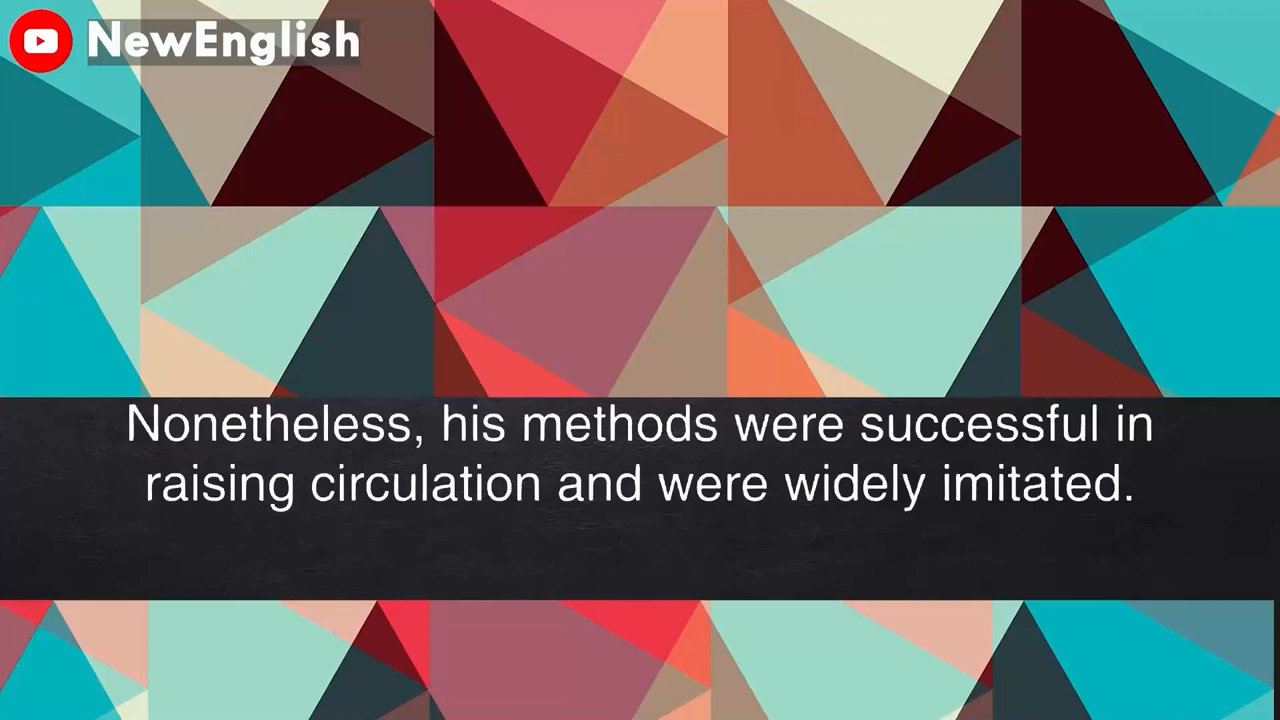 NewEnglish
Nonetheless, his methods were successful in
raising circulation and were widely imitated.